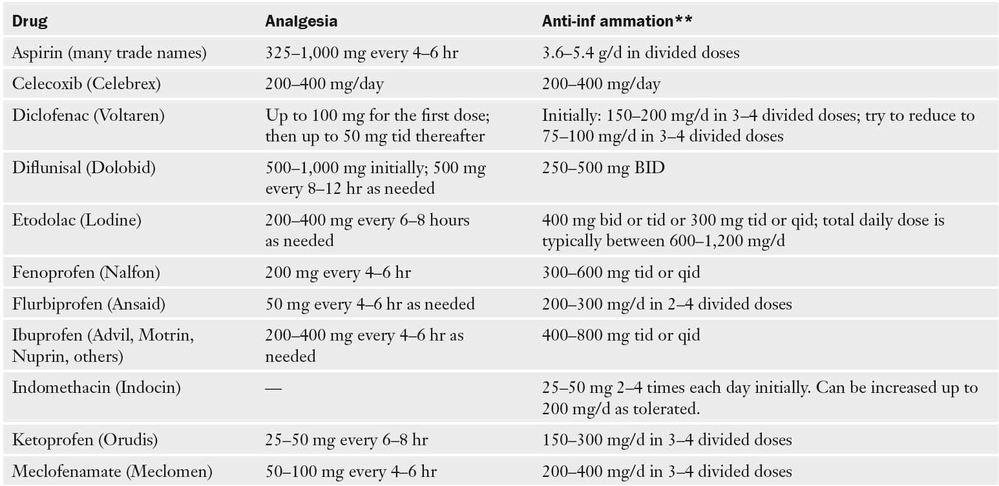 Drug Analgesia Anti-inf ammation**
Aspirin (many trade names) 325–1,000 mg every 4–6 hr 3.6–5.4 g/d in divided doses
Celecoxib (Celebrex) 200–400 mg/day 200–400 mg/day
Diclofenac (Voltaren) Up to 100 mg for the first dose; Initially: 150–200 mg/d in 3–4 divided doses; try to reduce to
then up to 50 mg tid thereafter 75–100 mg/d in 3–4 divided doses
Diflunisal (Dolobid) 500–1,000 mg initially; 500 mg 250–500 mg BID
every 8–12 hr as needed
Etodolac (Lodine) 200–400 mg every 6–8 hours 400 mg bid or tid or 300 mg tid or qid; total daily dose is
as needed typically between 600–1,200 mg/d
Fenoprofen (Nalfon) 200 mg every 4–6 hr 300–600 mg tid or qid
Flurbiprofen (Ansaid) 50 mg every 4–6 hr as needed 200–300 mg/d in 2–4 divided doses
Ibuprofen (Advil, Motrin, 200–400 mg every 4–6 hr as 400–800 mg tid or qid
Nuprin, others) needed
Indomethacin (Indocin) — 25–50 mg 2–4 times each day initially. Can be increased up to
200 mg/d as tolerated.
Ketoprofen (Orudis) 25–50 mg every 6–8 hr 150–300 mg/d in 3–4 divided doses
Meclofenamate (Meclomen) 50–100 mg every 4–6 hr 200–400 mg/d in 3–4 divided doses